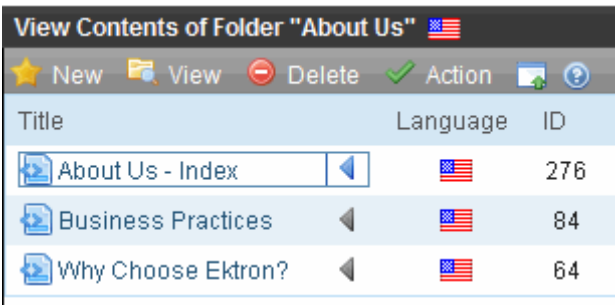 View Contents of Folder "About Us"
New View Delete Action
Title Language ID
About Us - Index 276
Business Practices 84
Why Choose Ektron? 64